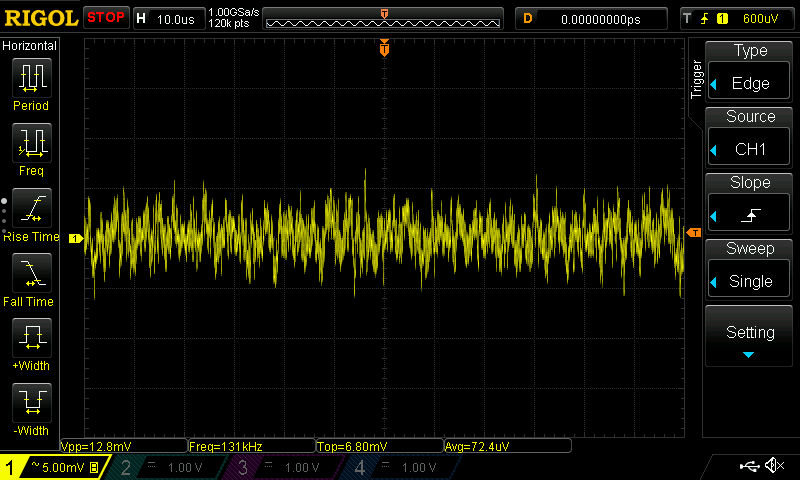 RIGOL STOP H 10.0us 1.00GSa/s 120k pts T D 0.00000000ps T 1 600uV
Horizontal
Period
Freq
Rise Time
Fall Time
+Width
-Width
T
1
T
Trigger
Type
Edge
Source
CH1
Slope
Sweep
Single
Setting
Vpp=12.8mV Freq=131kHz Top=6.80mV Avg=72.4uV
1 ~ 5.00mV B 2 1.00 V 3 1.00 V 4 1.00 V